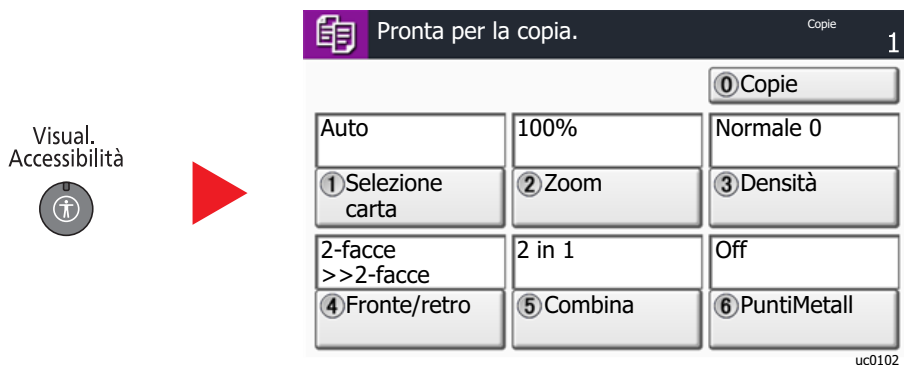 Visual.
Accessibilità
Pronta per la copia.
Copie
1
0 Copie
Auto
100%
Normale 0
1 Selezione
carta
2 Zoom
3 Densità
2-facce
>>2-facce
2 in 1
Off
4 Fronte/retro
5 Combina
6 PuntiMetall
uc0102